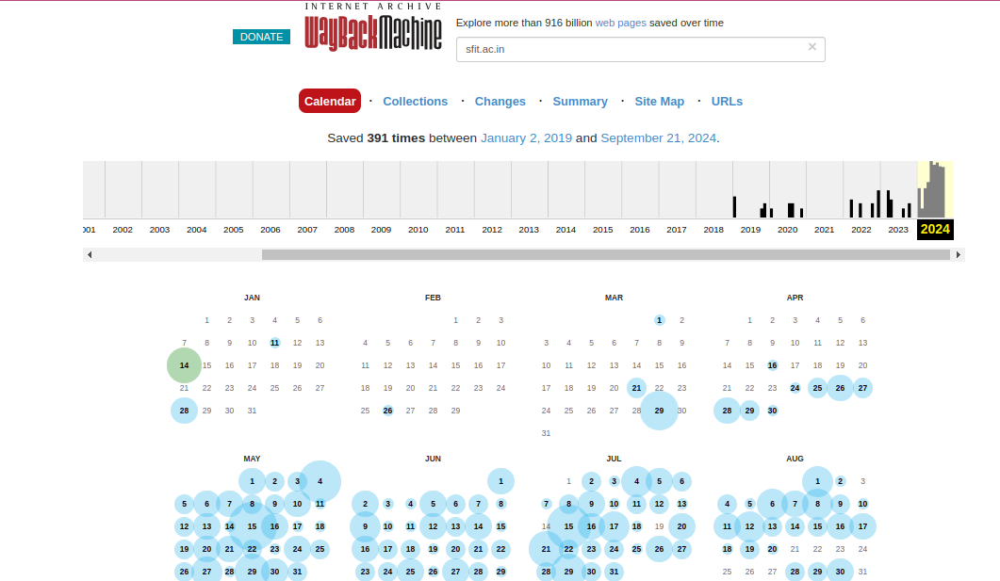 INTERNET ARCHIVE
DONATE
WayBackMachine
Explore more than 916 billion web pages saved over time
sfit.ac.in ×
Calendar · Collections · Changes · Summary · Site Map · URLs
Saved 391 times between January 2, 2019 and September 21, 2024.
001 2002 2003 2004 2005 2006 2007 2008 2009 2010 2011 2012 2013 2014 2015 2016 2017 2018 2019 2020 2021 2022 2023 2024
JAN FEB MAR APR
1 2 3 4 5 6 1 2 3 1 2 1 2 3 4 5 6
7 8 9 10 11 12 13 4 5 6 7 8 9 10 3 4 5 6 7 8 9 7 8 9 10 11 12 13
14 15 16 17 18 19 20 11 12 13 14 15 16 17 10 11 12 13 14 15 16 14 15 16 17 18 19 20
21 22 23 24 25 26 27 18 19 20 21 22 23 24 17 18 19 20 21 22 23 21 22 23 24 25 26 27
28 29 30 31 25 26 27 28 29 24 25 26 27 28 29 30 28 29 30
31
MAY JUN JUL AUG
1 2 3 4 1 1 2 3 4 5 6 1 2 3
5 6 7 8 9 10 11 2 3 4 5 6 7 8 7 8 9 10 11 12 13 4 5 6 7 8 9 10
12 13 14 15 16 17 18 9 10 11 12 13 14 15 14 15 16 17 18 19 20 11 12 13 14 15 16 17
19 20 21 22 23 24 25 16 17 18 19 20 21 22 21 22 23 24 25 26 27 18 19 20 21 22 23 24
26 27 28 29 30 31 23 24 25 26 27 28 29 28 29 30 31 25 26 27 28 29 30 31